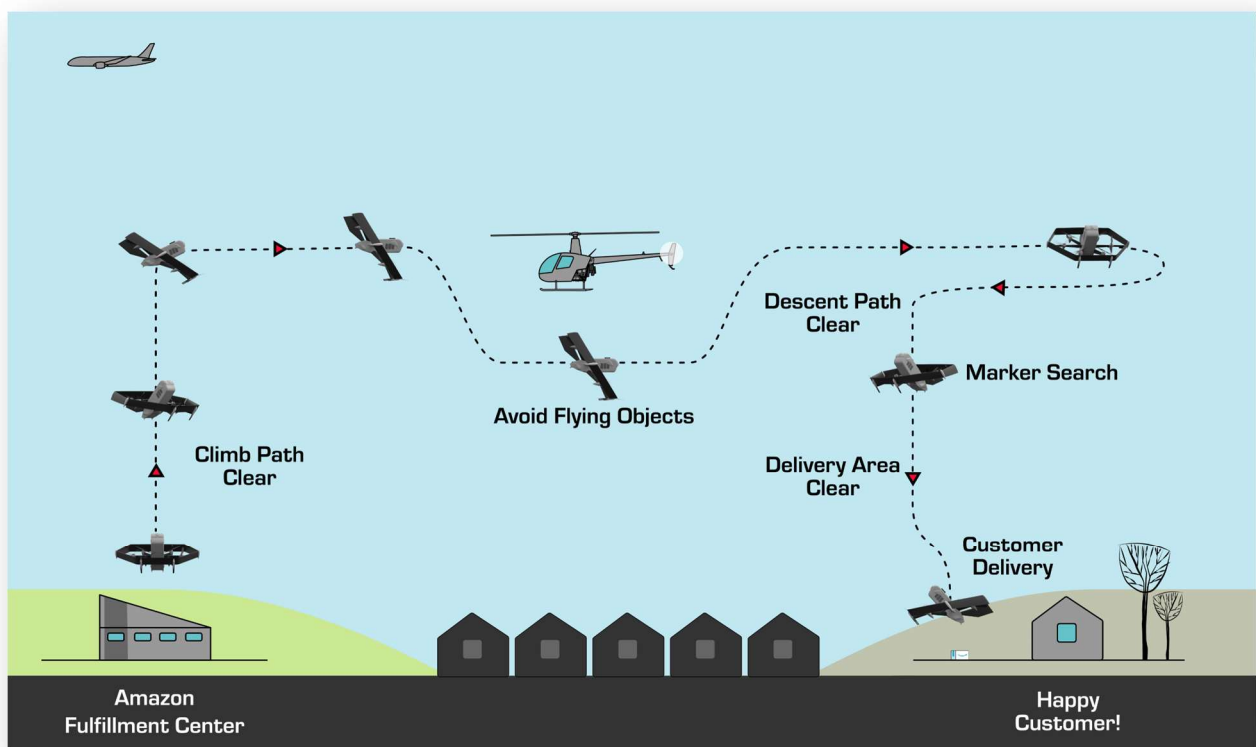 Descent Path
Clear
Marker Search
Avoid Flying Objects
Climb Path
Clear
Delivery Area
Clear
Customer
Delivery
Amazon
Fulfillment Center
Happy
Customer!